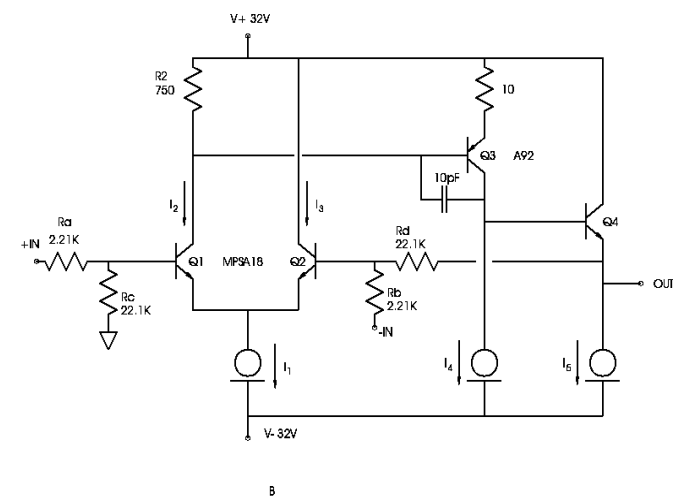 V+ 32V
R2
750
10
Q3 A92
10pF
I2
I3
Q4
Ra
2.21K
+IN
Rd
22.1K
Q1 MPSA18 Q2
Rc
22.1K
Rb
2.21K
-IN
OUT
I1
I4
I5
V- 32V
B